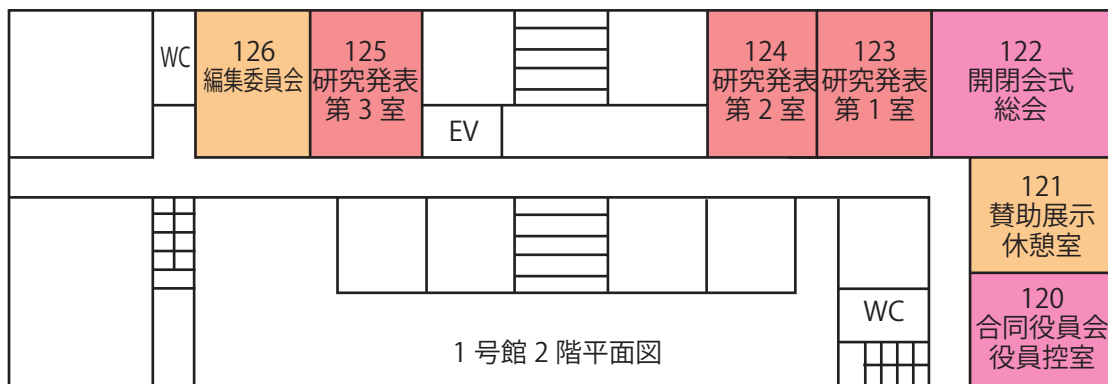 WC
126
編集委員会
125
研究発表
第 3 室
EV
124
研究発表
第 2 室
123
研究発表
第 1 室
122
開閉会式
総会
121
賛助展示
休憩室
120
合同役員会
役員控室
WC
1 号館 2 階平面図